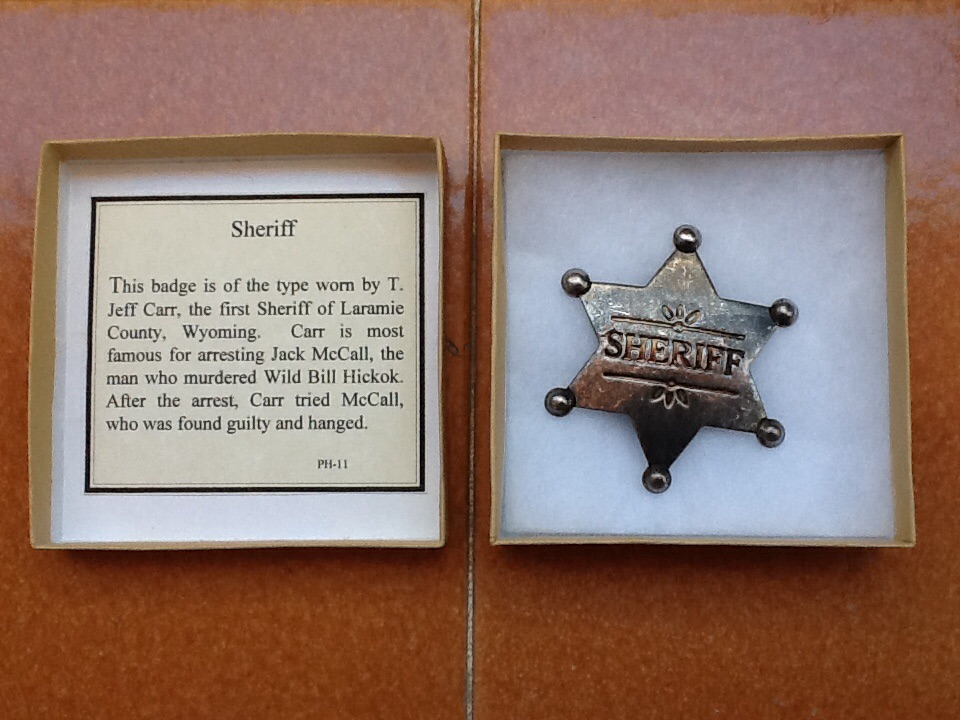 Sheriff
This badge is of the type worn by T.
Jeff Carr, the first Sheriff of Laramie
County, Wyoming. Carr is most
famous for arresting Jack McCall, the
man who murdered Wild Bill Hickok.
After the arrest, Carr tried McCall,
who was found guilty and hanged.
PH-11
SHERIFF